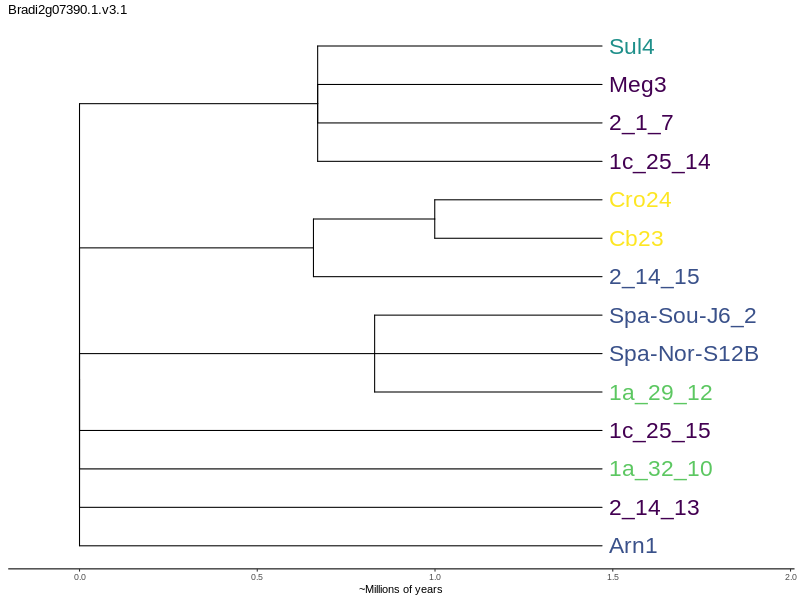 Bradi2g07390.1.v3.1
Sul4
Meg3
2_1_7
1c_25_14
Cro24
Cb23
2_14_15
Spa-Sou-J6_2
Spa-Nor-S12B
1a_29_12
1c_25_15
1a_32_10
2_14_13
Arn1
0.0 0.5 1.0 1.5 2.0
~Millions of years